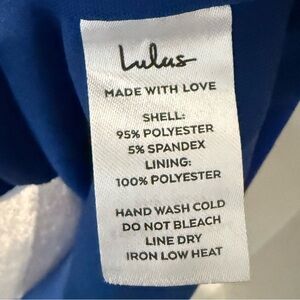 Lulus
MADE WITH LOVE
SHELL:
95% POLYESTER
5% SPANDEX
LINING:
100% POLYESTER
HAND WASH COLD
DO NOT BLEACH
LINE DRY
IRON LOW HEAT